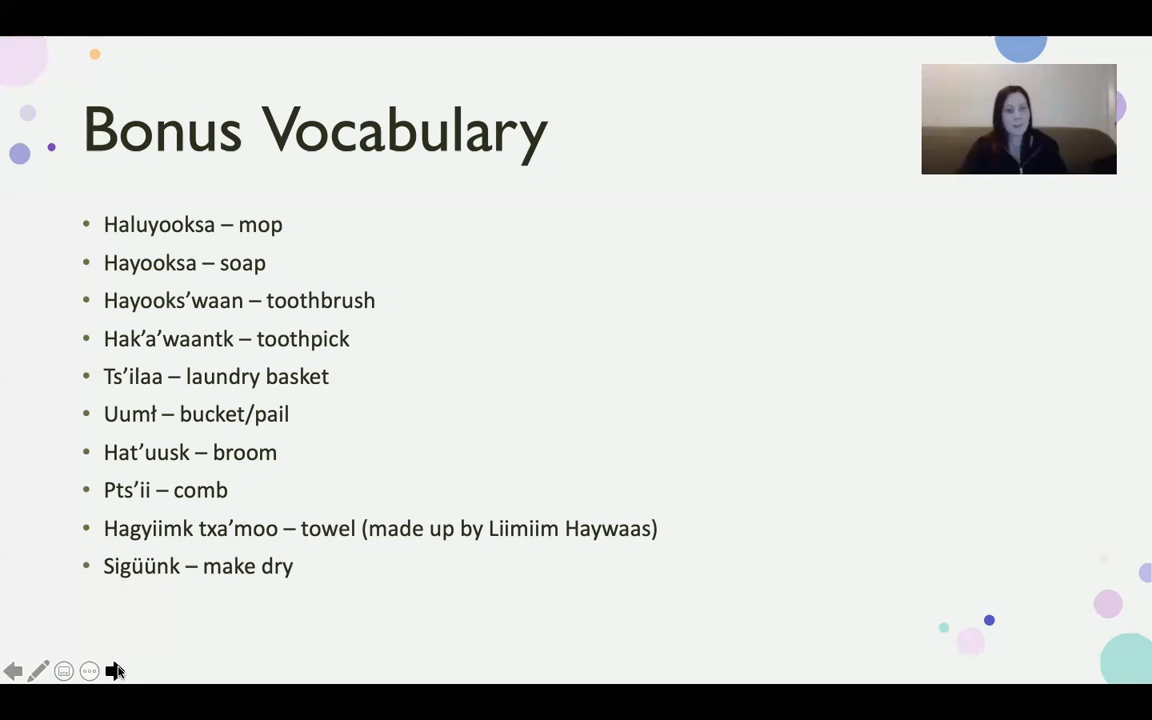 Bonus Vocabulary
• Haluyooksa – mop
• Hayooksa – soap
• Hayooks’waan – toothbrush
• Hak’a’waantk – toothpick
• Ts’ilaa – laundry basket
• Uumł – bucket/pail
• Hat’uusk – broom
• Pts’ii – comb
• Hagyiimk txa’moo – towel (made up by Liimiim Haywaas)
• Sigüünk – make dry